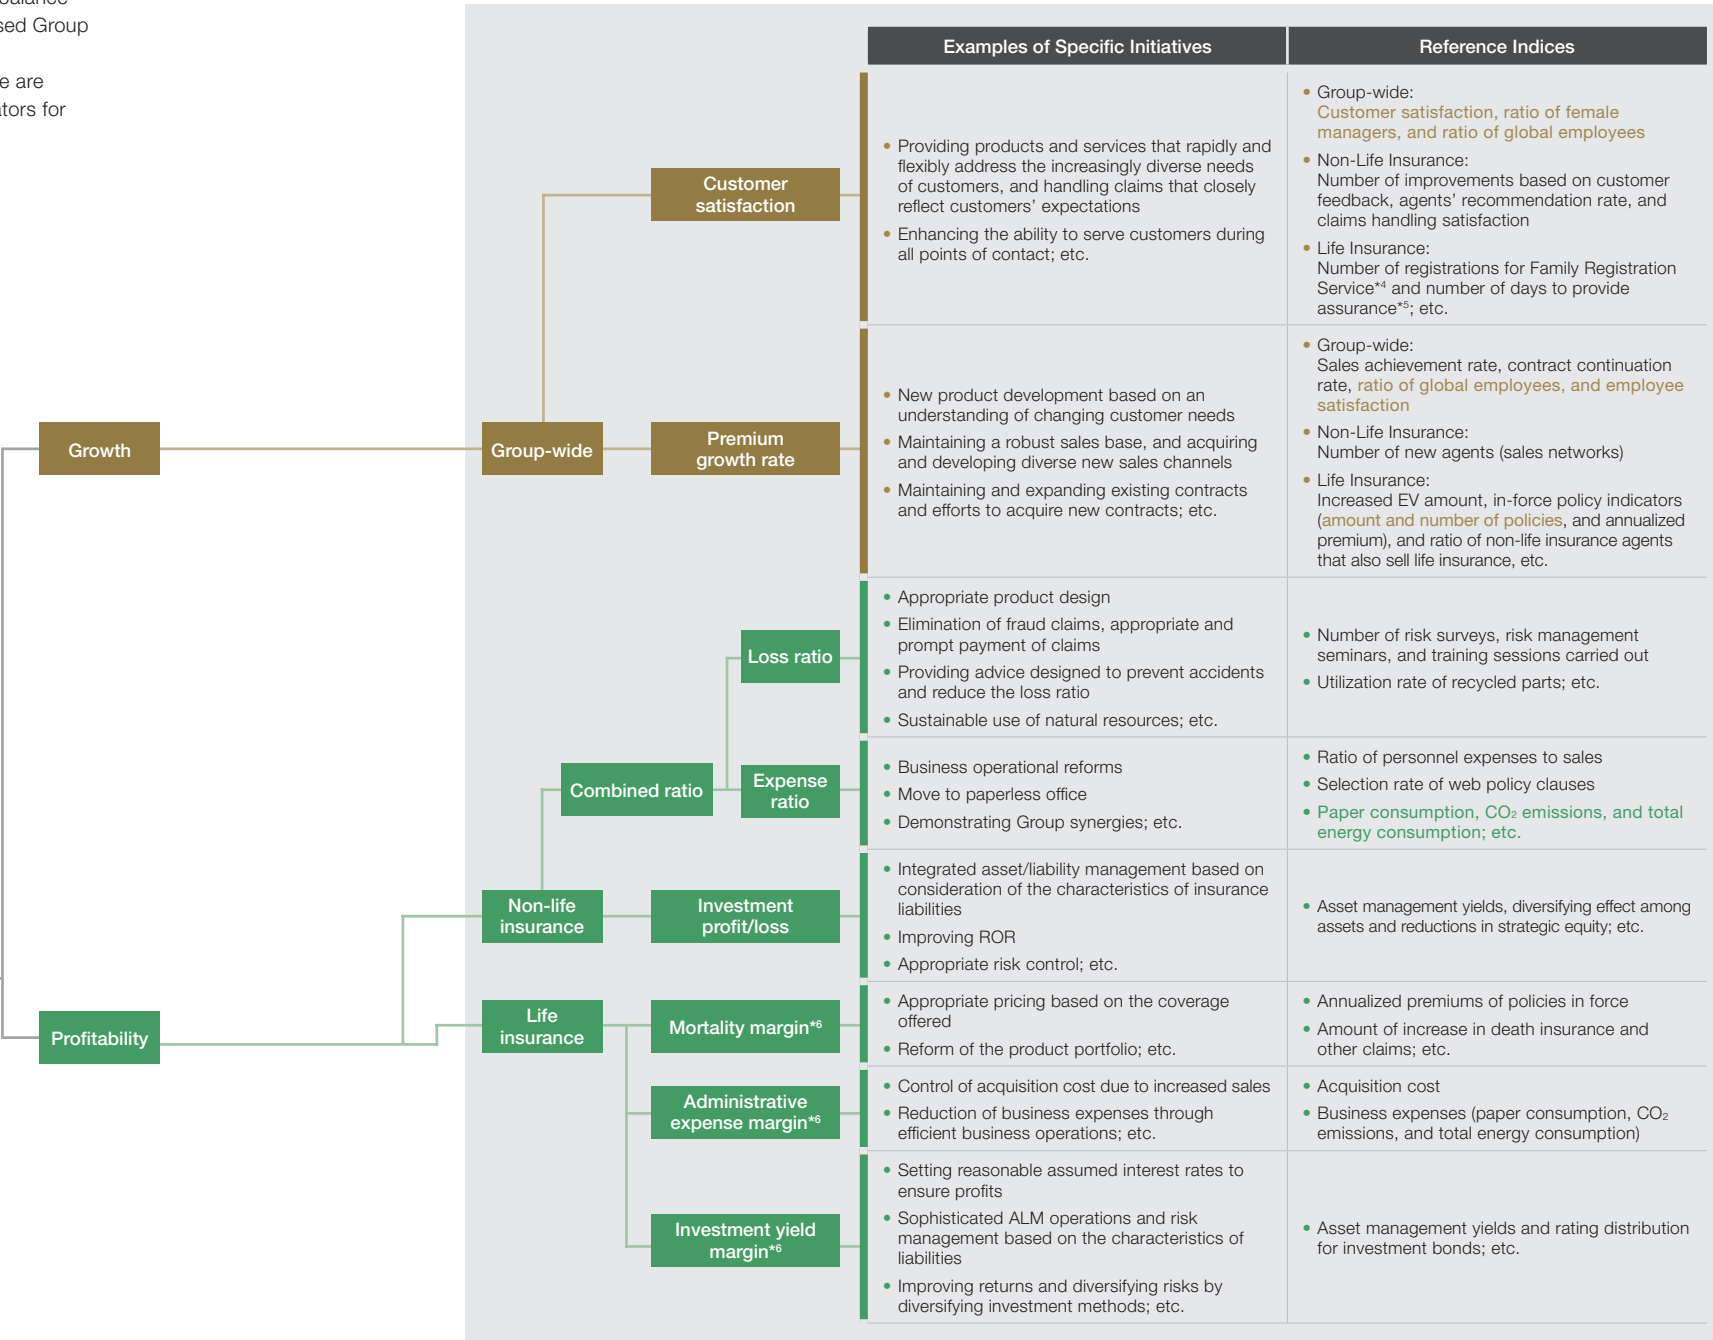 balance
sed Group
e are
ators for
Examples of Specific Initiatives
Reference Indices
Growth
Group-wide
Customer
satisfaction
• Providing products and services that rapidly and
flexibly address the increasingly diverse needs
of customers, and handling claims that closely
reflect customers’ expectations
• Enhancing the ability to serve customers during
all points of contact; etc.
• Group-wide:
Customer satisfaction, ratio of female
managers, and ratio of global employees
• Non-Life Insurance:
Number of improvements based on customer
feedback, agents’ recommendation rate, and
claims handling satisfaction
• Life Insurance:
Number of registrations for Family Registration
Service*4 and number of days to provide
assurance*5; etc.
Premium
growth rate
• New product development based on an
understanding of changing customer needs
• Maintaining a robust sales base, and acquiring
and developing diverse new sales channels
• Maintaining and expanding existing contracts
and efforts to acquire new contracts; etc.
• Group-wide:
Sales achievement rate, contract continuation
rate, ratio of global employees, and employee
satisfaction
• Non-Life Insurance:
Number of new agents (sales networks)
• Life Insurance:
Increased EV amount, in-force policy indicators
(amount and number of policies, and annualized
premium), and ratio of non-life insurance agents
that also sell life insurance, etc.
Profitability
Non-life
insurance
Combined ratio
Loss ratio
• Appropriate product design
• Elimination of fraud claims, appropriate and
prompt payment of claims
• Providing advice designed to prevent accidents
and reduce the loss ratio
• Sustainable use of natural resources; etc.
• Number of risk surveys, risk management
seminars, and training sessions carried out
• Utilization rate of recycled parts; etc.
Expense
ratio
• Business operational reforms
• Move to paperless office
• Demonstrating Group synergies; etc.
• Ratio of personnel expenses to sales
• Selection rate of web policy clauses
• Paper consumption, CO2 emissions, and total
energy consumption; etc.
Investment
profit/loss
• Integrated asset/liability management based on
consideration of the characteristics of insurance
liabilities
• Improving ROR
• Appropriate risk control; etc.
• Asset management yields, diversifying effect among
assets and reductions in strategic equity; etc.
Life
insurance
Mortality margin*6
• Appropriate pricing based on the coverage
offered
• Reform of the product portfolio; etc.
• Annualized premiums of policies in force
• Amount of increase in death insurance and
other claims; etc.
Administrative
expense margin*6
• Control of acquisition cost due to increased sales
• Reduction of business expenses through
efficient business operations; etc.
• Acquisition cost
• Business expenses (paper consumption, CO2
emissions, and total energy consumption)
Investment yield
margin*6
• Setting reasonable assumed interest rates to
ensure profits
• Sophisticated ALM operations and risk
management based on the characteristics of
liabilities
• Improving returns and diversifying risks by
diversifying investment methods; etc.
• Asset management yields and rating distribution
for investment bonds; etc.